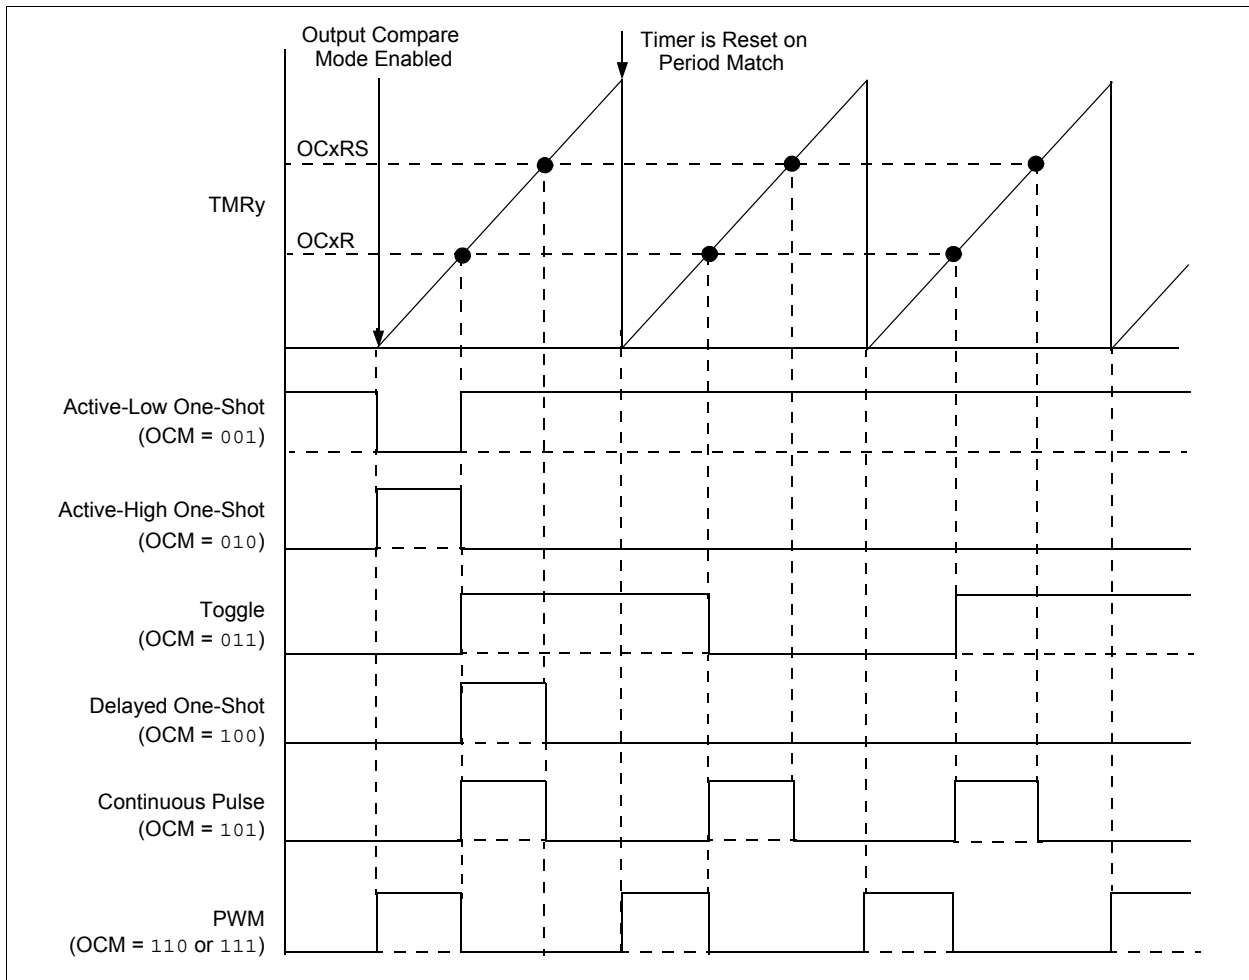 Output Compare
Mode Enabled
Timer is Reset on
Period Match
OCxRS
TMRy
OCxR
Active-Low One-Shot
(OCM = 001)
Active-High One-Shot
(OCM = 010)
Toggle
(OCM = 011)
Delayed One-Shot
(OCM = 100)
Continuous Pulse
(OCM = 101)
PWM
(OCM = 110 or 111)